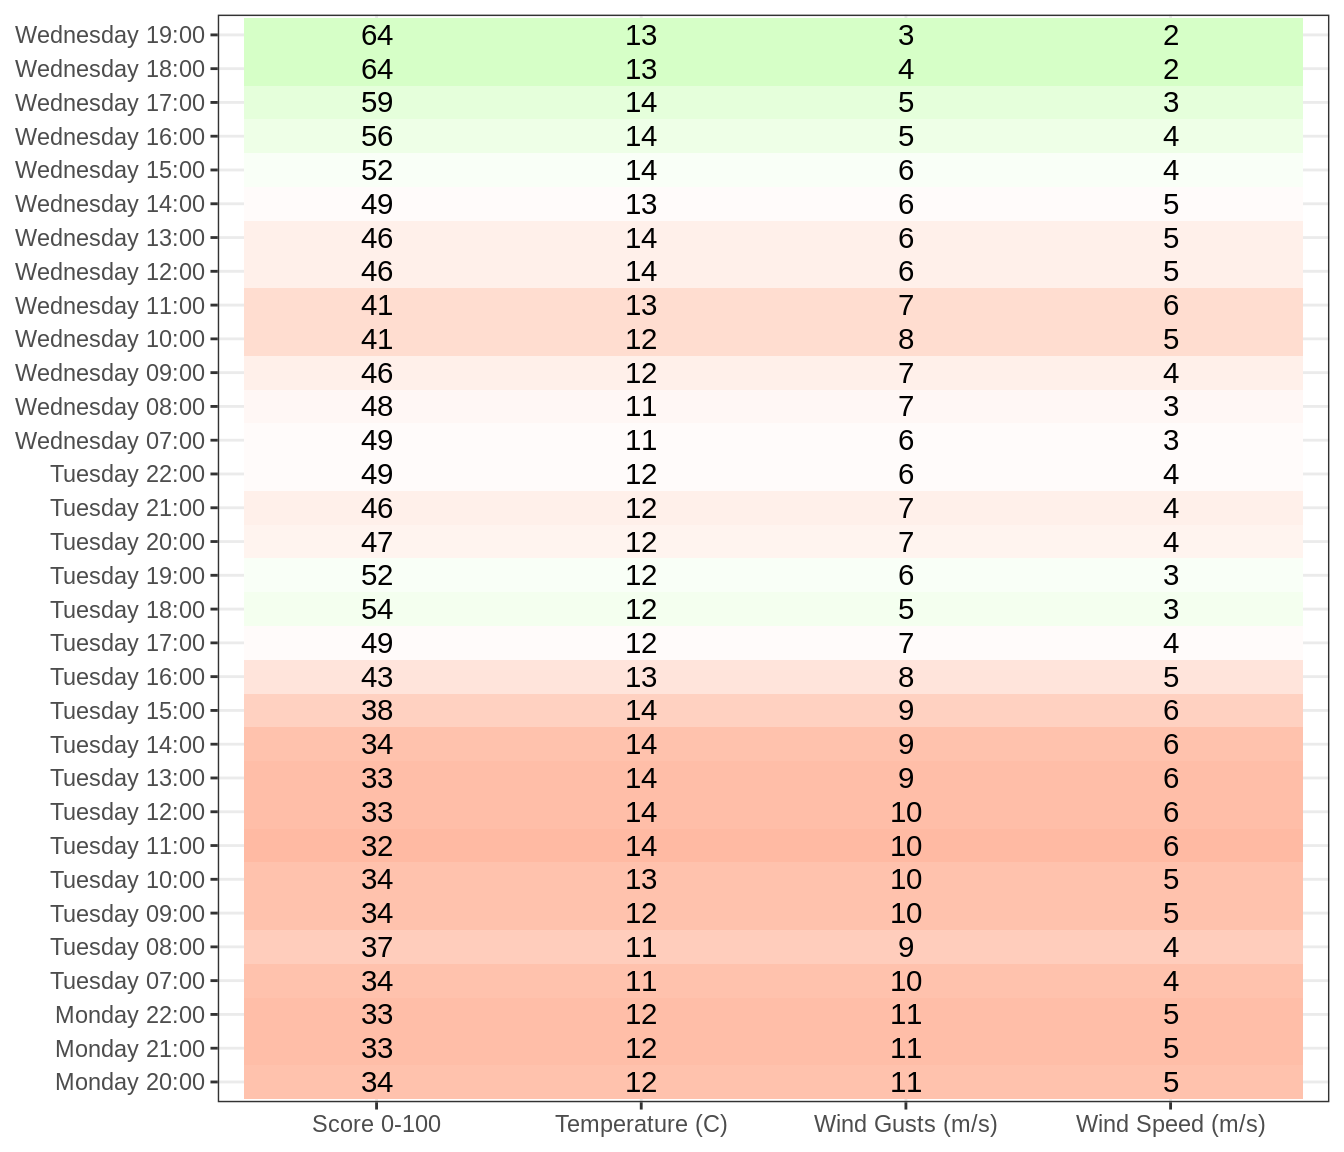 Wednesday 19:00 64 13 3 2
Wednesday 18:00 64 13 4 2
Wednesday 17:00 59 14 5 3
Wednesday 16:00 56 14 5 4
Wednesday 15:00 52 14 6 4
Wednesday 14:00 49 13 6 5
Wednesday 13:00 46 14 6 5
Wednesday 12:00 46 14 6 5
Wednesday 11:00 41 13 7 6
Wednesday 10:00 41 12 8 5
Wednesday 09:00 46 12 7 4
Wednesday 08:00 48 11 7 3
Wednesday 07:00 49 11 6 3
Tuesday 22:00 49 12 6 4
Tuesday 21:00 46 12 7 4
Tuesday 20:00 47 12 7 4
Tuesday 19:00 52 12 6 3
Tuesday 18:00 54 12 5 3
Tuesday 17:00 49 12 7 4
Tuesday 16:00 43 13 8 5
Tuesday 15:00 38 14 9 6
Tuesday 14:00 34 14 9 6
Tuesday 13:00 33 14 9 6
Tuesday 12:00 33 14 10 6
Tuesday 11:00 32 14 10 6
Tuesday 10:00 34 13 10 5
Tuesday 09:00 34 12 10 5
Tuesday 08:00 37 11 9 4
Tuesday 07:00 34 11 10 4
Monday 22:00 33 12 11 5
Monday 21:00 33 12 11 5
Monday 20:00 34 12 11 5
Score 0-100 Temperature (C) Wind Gusts (m/s) Wind Speed (m/s)